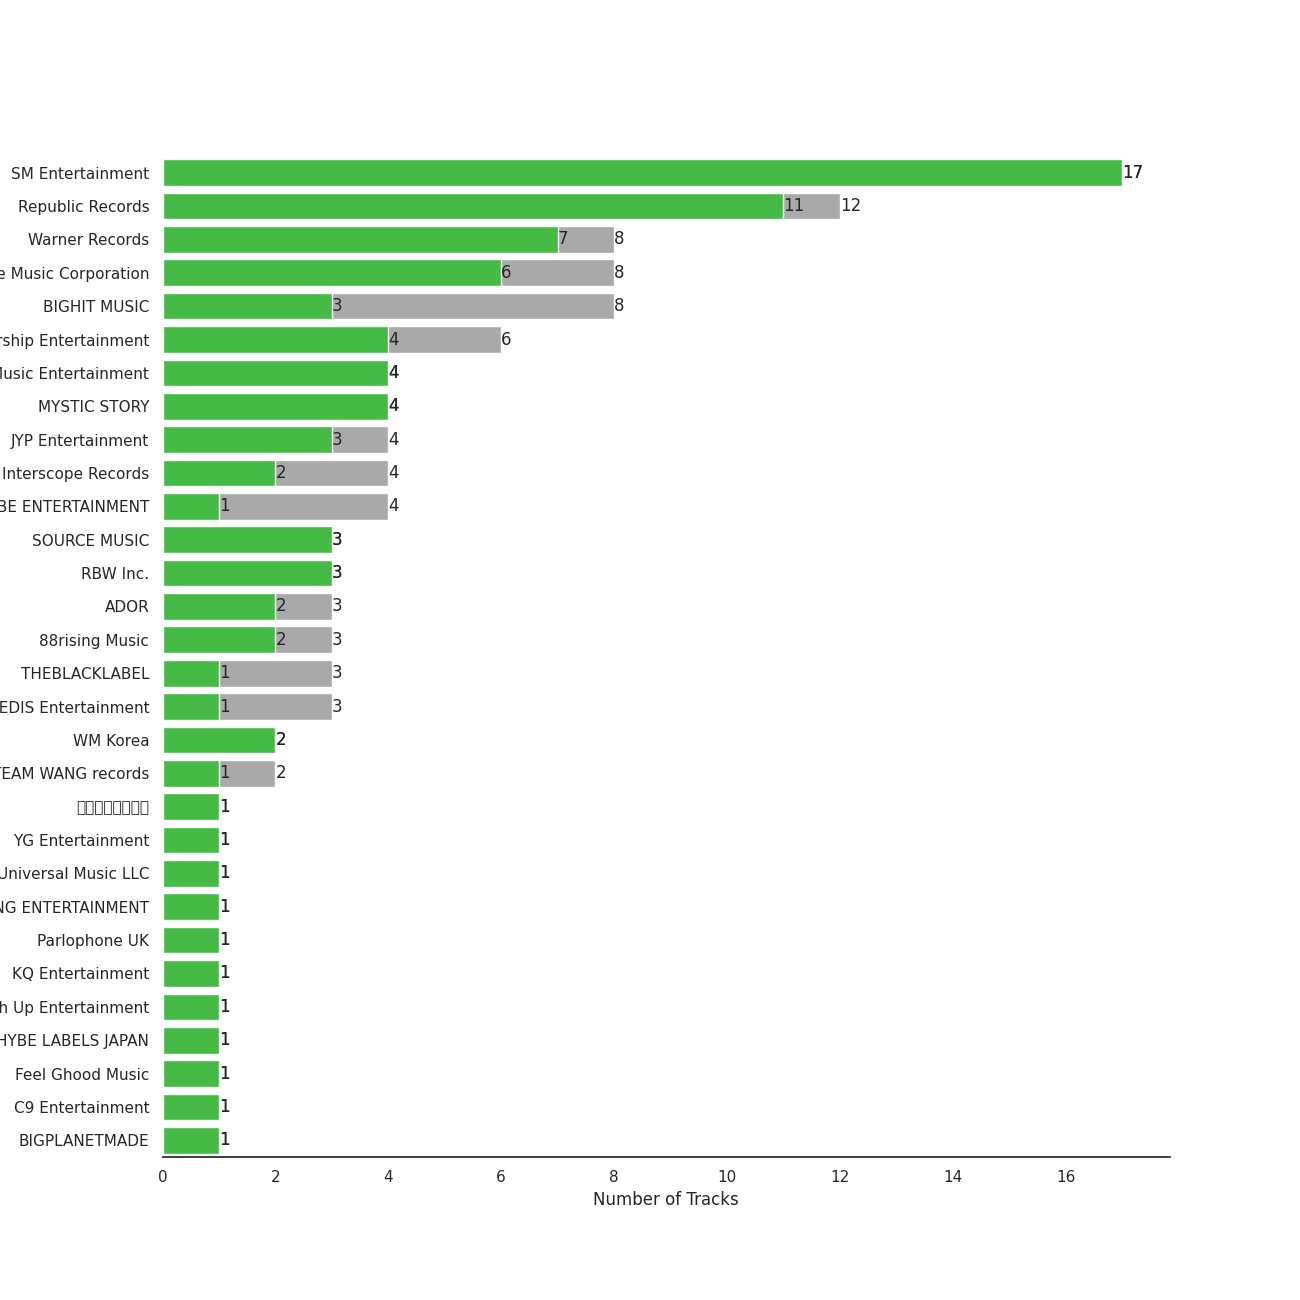 SM Entertainment 17
Republic Records 11 12
Warner Records 7 8
Music Corporation 6 8
BIGHIT MUSIC 3 8
Entertainment 4 6
Entertainment 4
MYSTIC STORY 4
JYP Entertainment 3 4
Interscope Records 2 4
ENTERTAINMENT 1 4
SOURCE MUSIC 3
RBW Inc. 3
ADOR 2 3
88rising Music 2 3
THEBLACKLABEL 1 3
EDIS Entertainment 1 3
WM Korea 2
TEAM WANG records 1 2
1
YG Entertainment 1
Universal Music LLC 1
NG ENTERTAINMENT 1
Parlophone UK 1
KQ Entertainment 1
h Up Entertainment 1
HYBE LABELS JAPAN 1
Feel Ghood Music 1
C9 Entertainment 1
BIGPLANETMADE 1
0 2 4 6 8 10 12 14 16
Number of Tracks